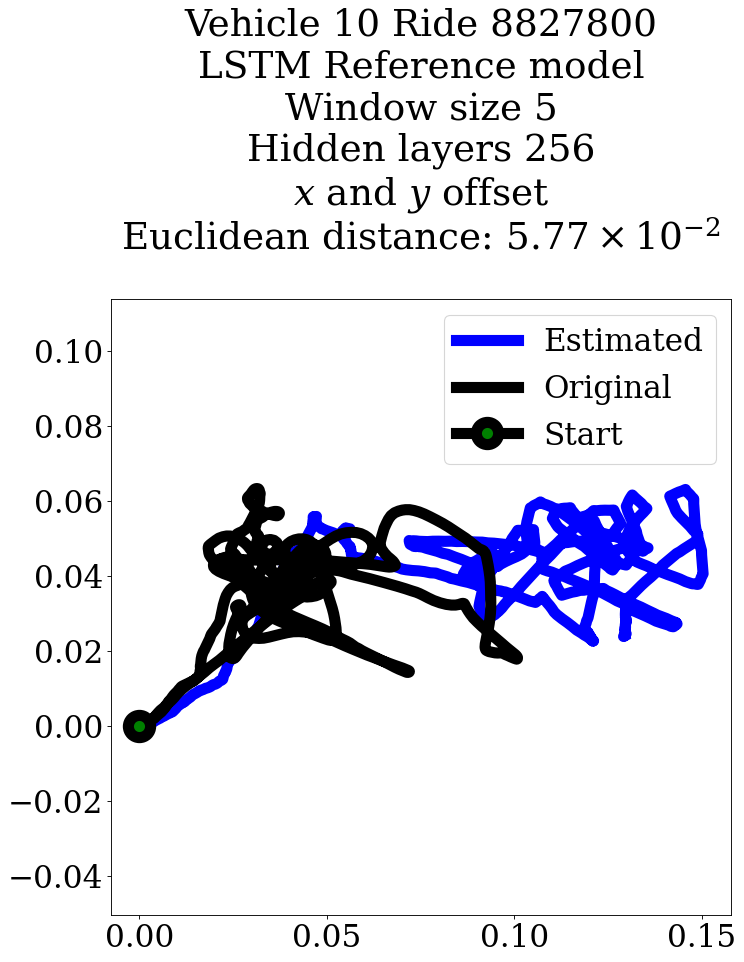 Vehicle 10 Ride 8827800
LSTM Reference model
Window size 5
Hidden layers 256
x and y offset
Euclidean distance: 5.77 × 10⁻²
Estimated
Original
Start
0.10
0.08
0.06
0.04
0.02
0.00
−0.02
−0.04
0.00 0.05 0.10 0.15